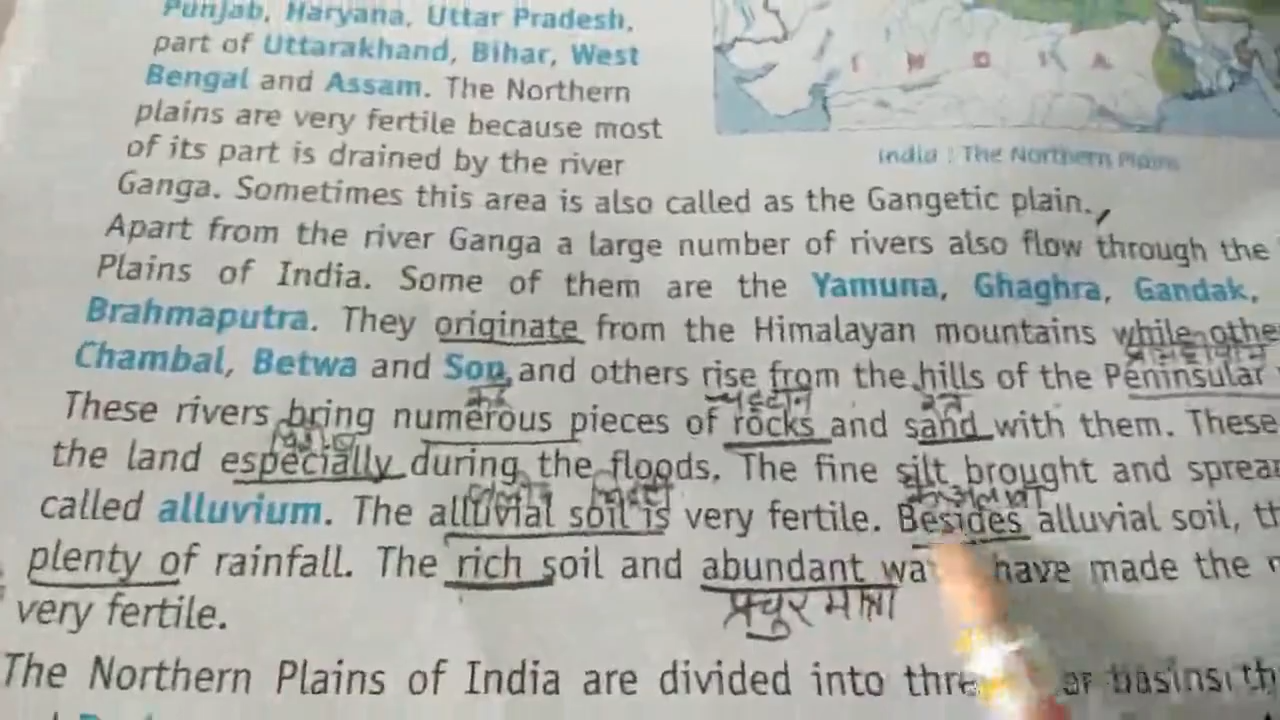 Punjab, Haryana, Uttar Pradesh,
part of Uttarakhand, Bihar, West
Bengal and Assam. The Northern
plains are very fertile because most
of its part is drained by the river
Ganga. Sometimes this area is also called as the Gangetic plain.
I N D I A
India : The Northern Plains
Apart from the river Ganga a large number of rivers also flow through the
Plains of India. Some of them are the Yamuna, Ghaghra, Gandak,
Brahmaputra. They originate from the Himalayan mountains while
Chambal, Betwa and Son and others rise from the hills of the Peninsular
These rivers bring numerous pieces of rocks and sand with them. These
the land especially during the floods. The fine silt brought and
called alluvium. The alluvial soil is very fertile. Besides alluvial soil,
plenty of rainfall. The rich soil and abundant have made the
प्रचुर मात्रा
very fertile.
The Northern Plains of India are divided into basins